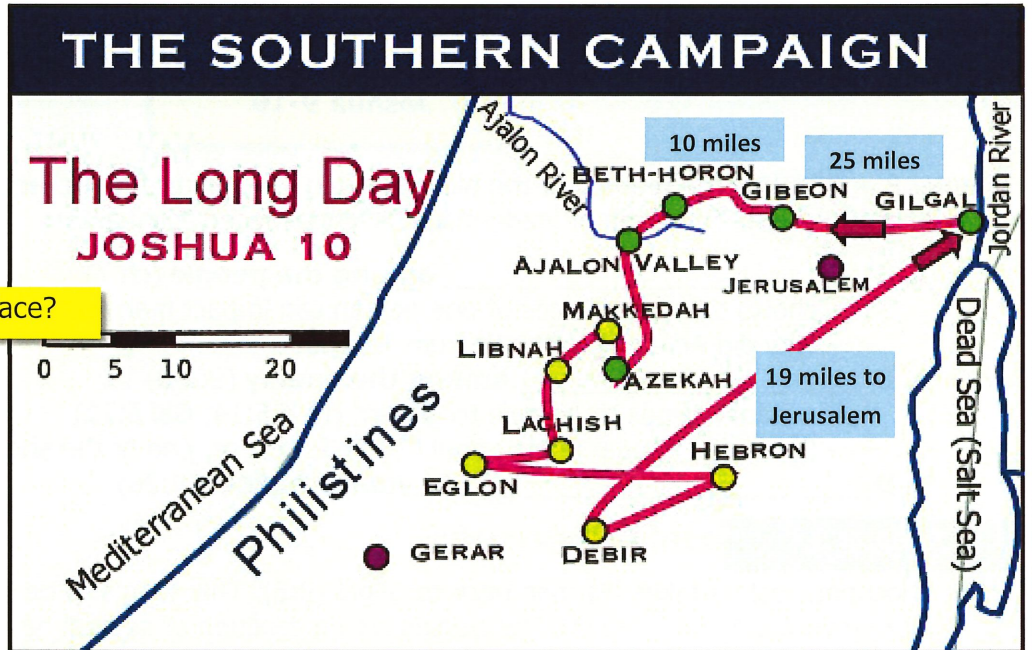 THE SOUTHERN CAMPAIGN
The Long Day
JOSHUA 10
ace?
0 5 10 20
Mediterranean Sea
Philistines
Ajalon River
10 miles
25 miles
BETH-HORON
GIBEON
GILGAL
Jordan River
AJALON VALLEY
JERUSALEM
MAKKEDAH
LIBNAH
AZEKAH
19 miles to
Jerusalem
LACHISH
HEBRON
EGLON
DEBIR
GERAR
Dead Sea (Salt Sea)